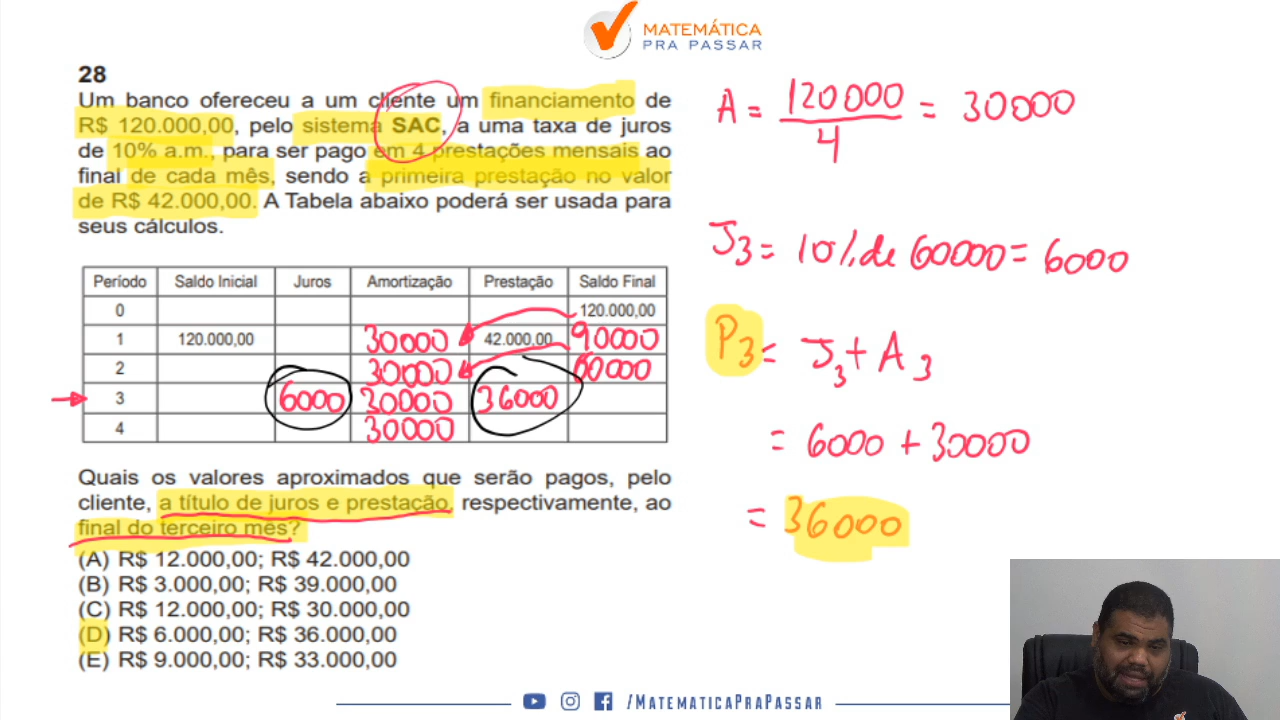 MATEMÁTICA
PRA PASSAR
28
Um banco ofereceu a um cliente um financiamento de
R$ 120.000,00, pelo sistema SAC, a uma taxa de juros
de 10% a.m., para ser pago em 4 prestações mensais ao
final de cada mês, sendo a primeira prestação no valor
de R$ 42.000,00. A Tabela abaixo poderá ser usada para
seus cálculos.
Período Saldo Inicial Juros Amortização Prestação Saldo Final
0 120.000,00
1 120.000,00 30000 42.000,00 90000
2 30000 60000
3 6000 30000 36000
4 30000
Quais os valores aproximados que serão pagos, pelo
cliente, a título de juros e prestação, respectivamente, ao
final do terceiro mês?
(A) R$ 12.000,00; R$ 42.000,00
(B) R$ 3.000,00; R$ 39.000,00
(C) R$ 12.000,00; R$ 30.000,00
(D) R$ 6.000,00; R$ 36.000,00
(E) R$ 9.000,00; R$ 33.000,00
A = 120000 / 4 = 30000
J3 = 10% de 60000 = 6000
P3 = J3 + A3
= 6000 + 30000
= 36000
/MATEMATICAPRAPASSAR